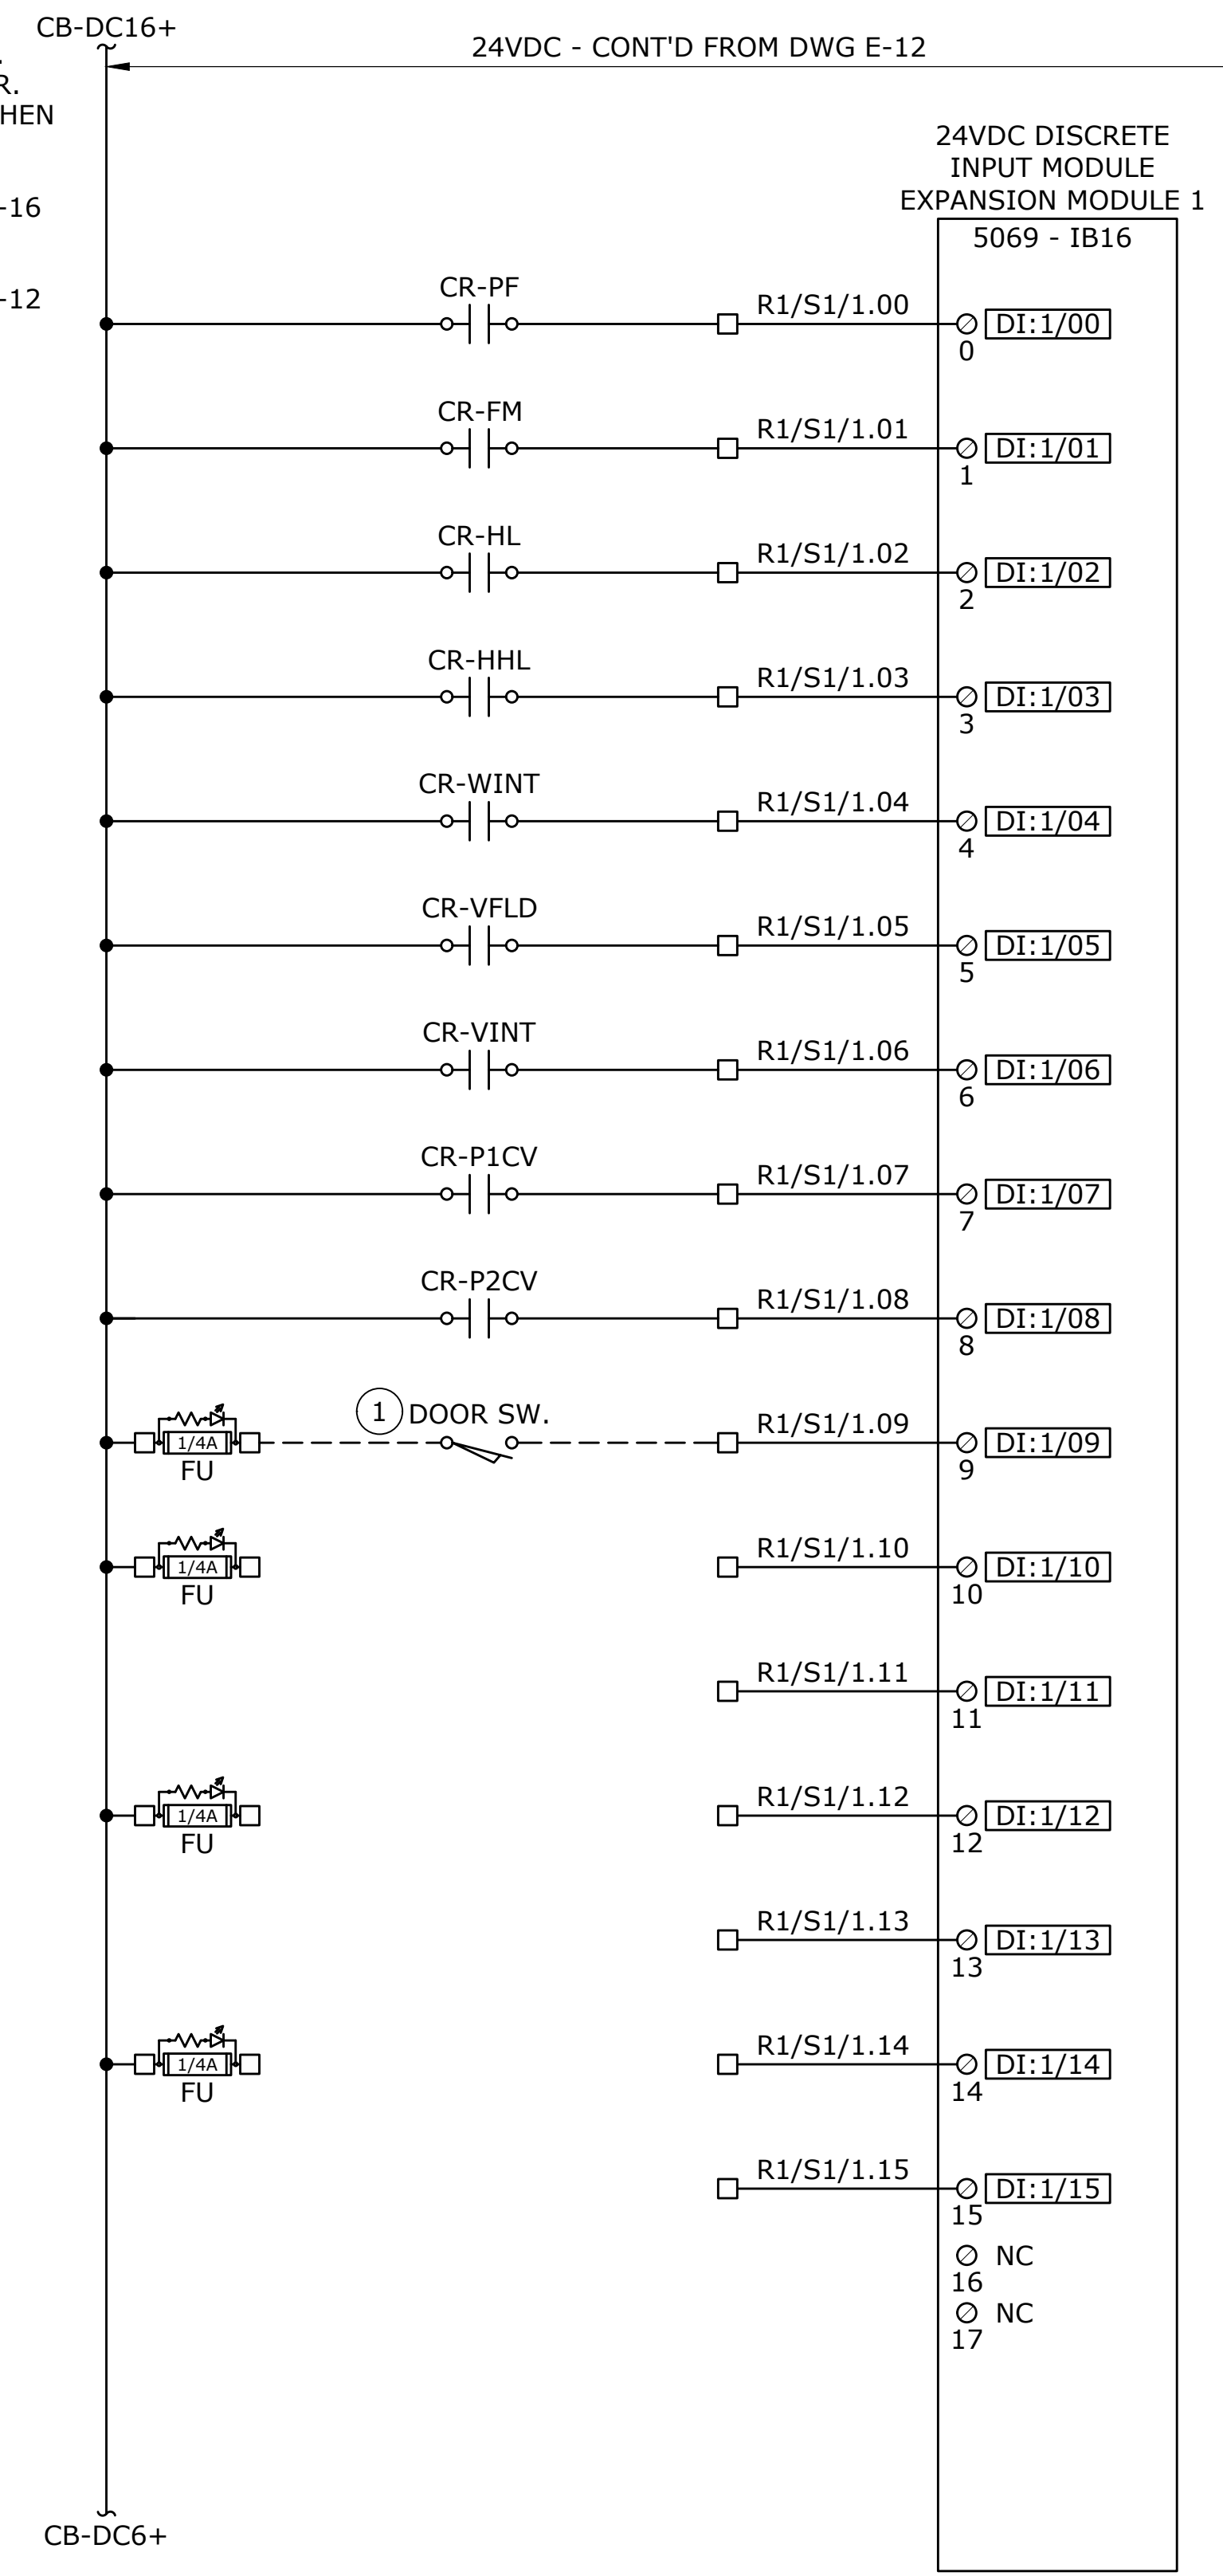 CB-DC16+
24VDC - CONT'D FROM DWG E-12
R.
HEN
-16
-12
24VDC DISCRETE
INPUT MODULE
EXPANSION MODULE 1
5069 - IB16
CR-PF
R1/S1/1.00
DI:1/00
0
CR-FM
R1/S1/1.01
DI:1/01
1
CR-HL
R1/S1/1.02
DI:1/02
2
CR-HHL
R1/S1/1.03
DI:1/03
3
CR-WINT
R1/S1/1.04
DI:1/04
4
CR-VFLD
R1/S1/1.05
DI:1/05
5
CR-VINT
R1/S1/1.06
DI:1/06
6
CR-P1CV
R1/S1/1.07
DI:1/07
7
CR-P2CV
R1/S1/1.08
DI:1/08
8
1 DOOR SW.
R1/S1/1.09
1/4A
DI:1/09
FU
9
R1/S1/1.10
1/4A
DI:1/10
FU
10
R1/S1/1.11
DI:1/11
11
R1/S1/1.12
1/4A
DI:1/12
FU
12
R1/S1/1.13
DI:1/13
13
R1/S1/1.14
1/4A
DI:1/14
FU
14
R1/S1/1.15
DI:1/15
15
NC
16
NC
17
CB-DC6+